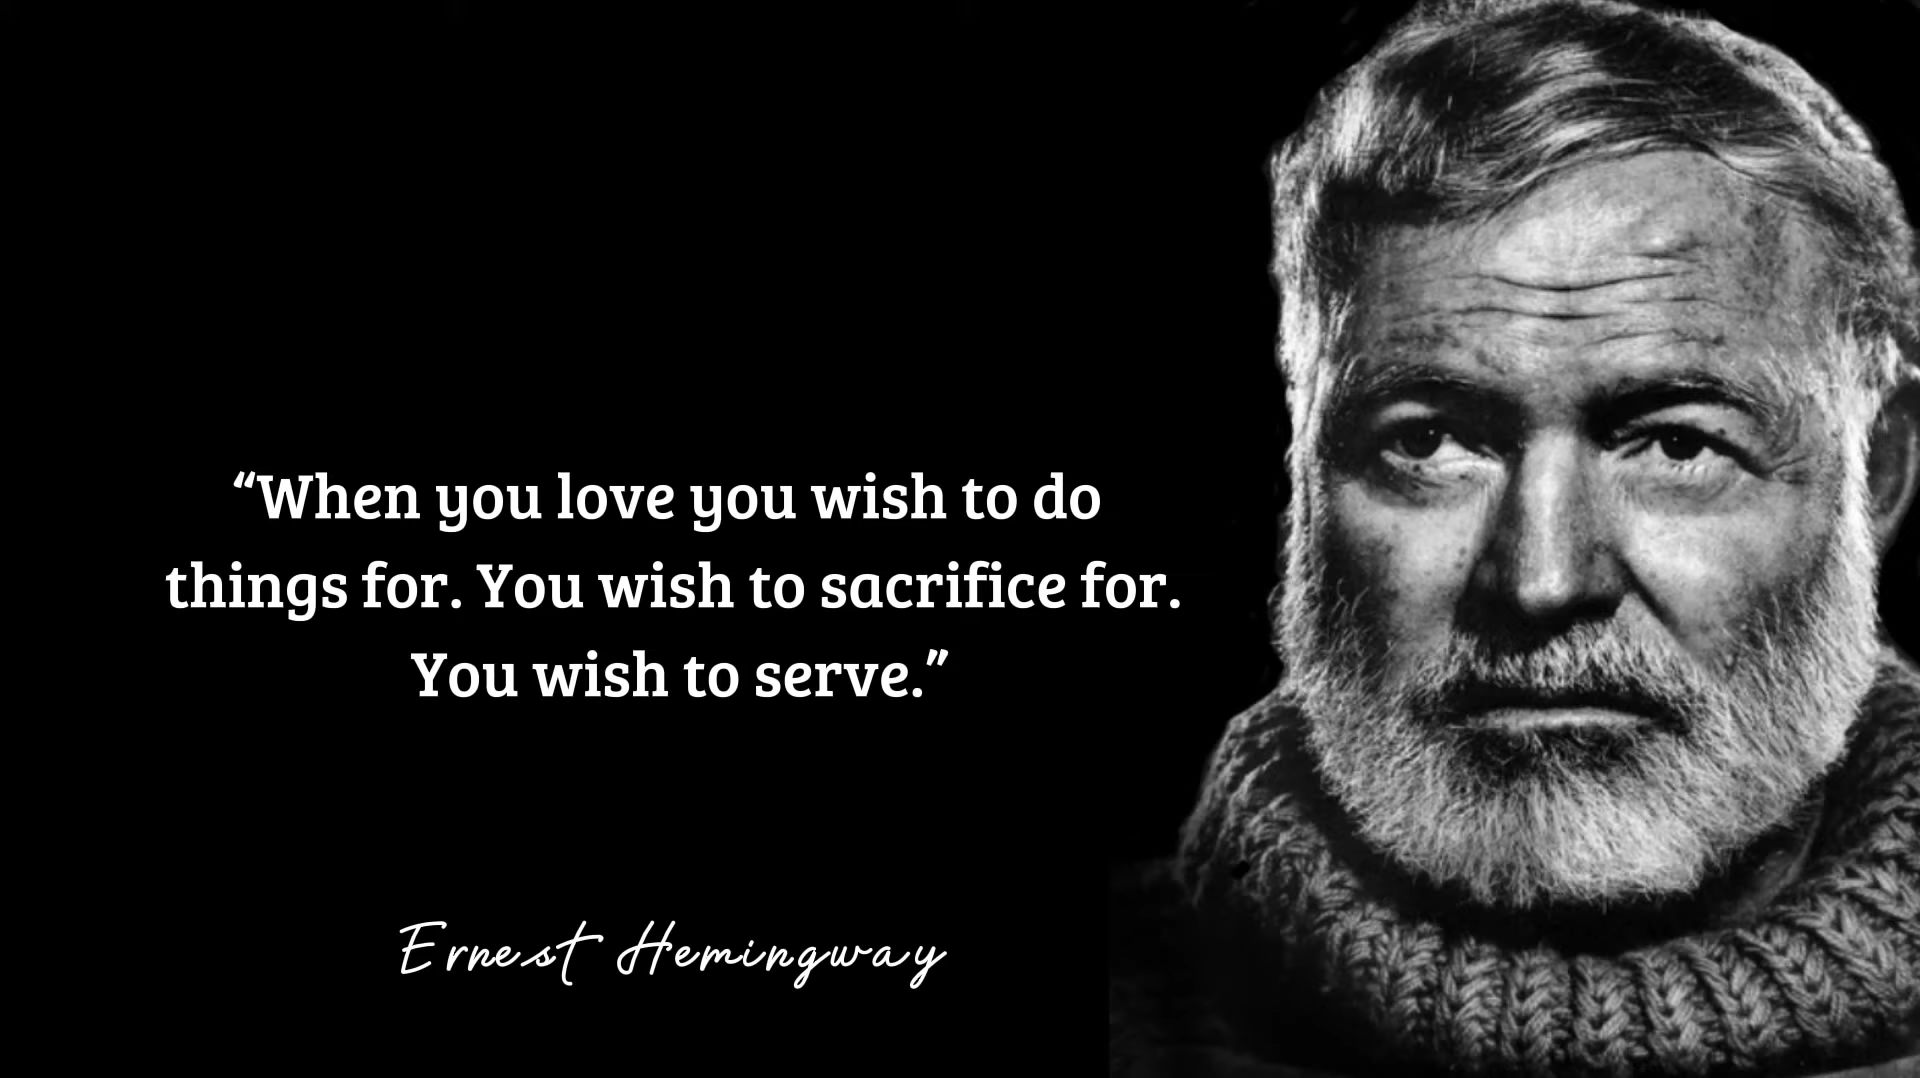 “When you love you wish to do
things for. You wish to sacrifice for.
You wish to serve.”
Ernest Hemingway